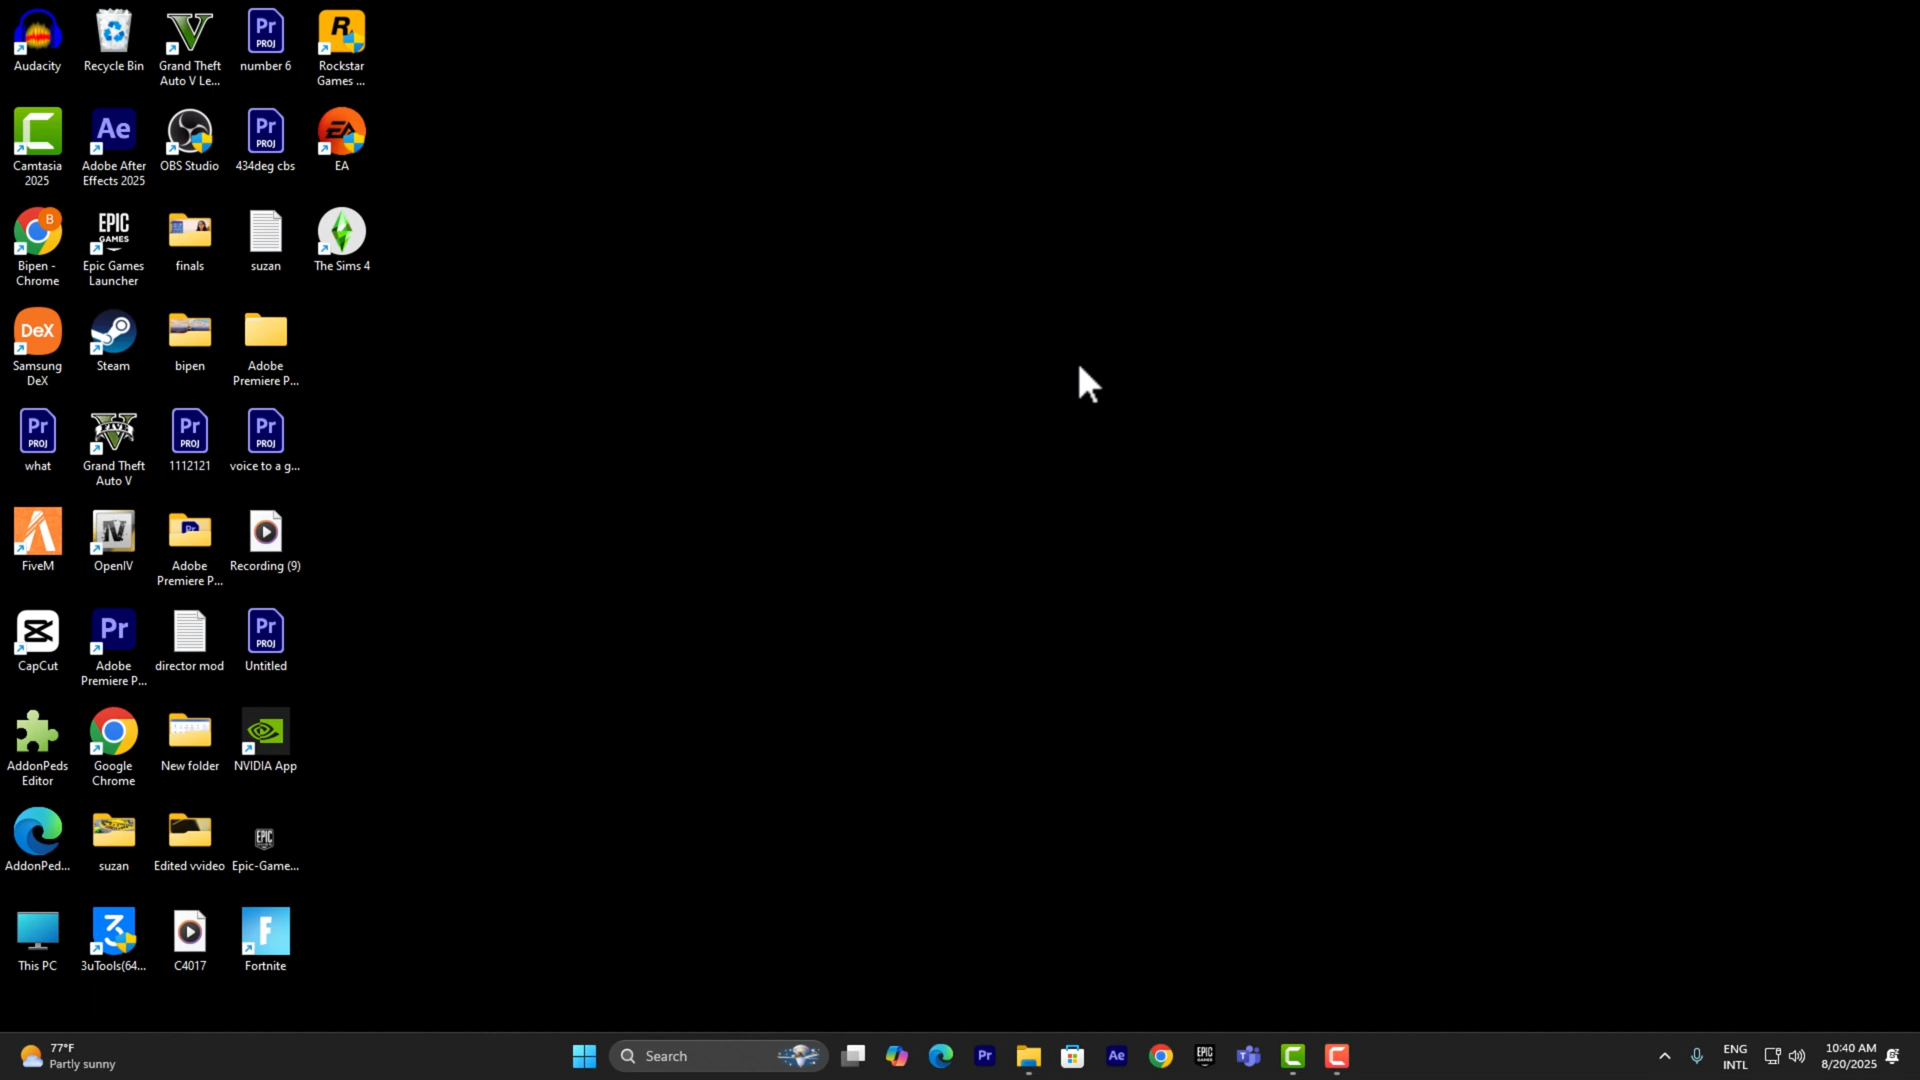 Audacity
Recycle Bin
Grand Theft
Auto V Le...
PROJ
number 6
Rockstar
Games ...
Camtasia
2025
Ae
Adobe After
Effects 2025
OBS Studio
Pr
PROJ
434deg cbs
EA
EA
B
Bipen -
Chrome
EPIC
GAMES
Epic Games
Launcher
finals
suzan
The Sims 4
DeX
Samsung
DeX
Steam
bipen
Adobe
Premiere P...
Pr
PROJ
what
FIVE
Grand Theft
Auto V
Pr
PROJ
1112121
Pr
PROJ
voice to a g...
FiveM
IV
OpenIV
Pr
Adobe
Premiere P...
Recording (9)
CapCut
Pr
Adobe
Premiere P...
director mod
Pr
PROJ
Untitled
AddonPeds
Editor
Google
Chrome
New folder
NVIDIA App
AddonPed...
suzan
Edited vvideo
EPIC
Epic-Game...
This PC
3uTools(64...
C4017
F
Fortnite
77°F
Partly sunny
Search
Pr
Ae
EPIC
ENG
INTL
10:40 AM
8/20/2025